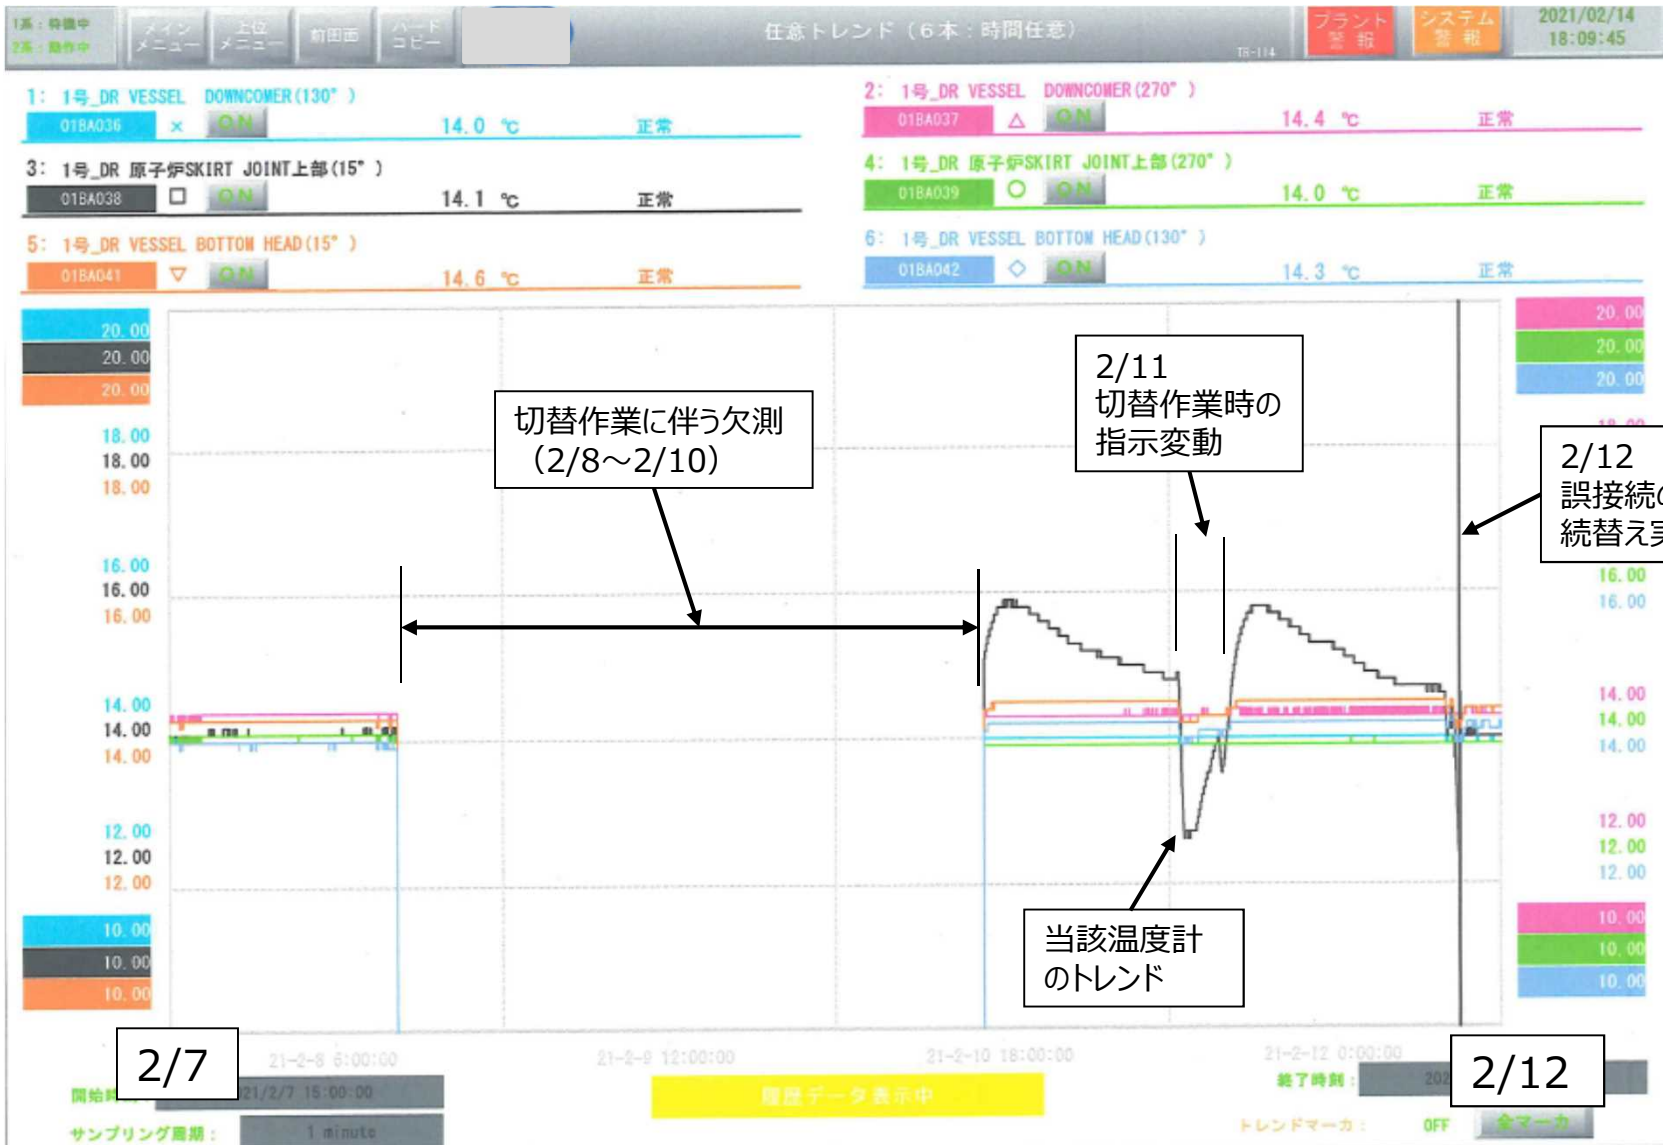 1系：待機中
2系：動作中
メイン
メニュー
上位
メニュー
前回画
ハード
コピー
任意トレンド（6本：時間任意）
TR-114
プラント
警報
システム
警報
2021/02/14
18:09:45
1: 1号_DR VESSEL DOWNCOMER(130°)
01BA036 × ON 14.0 ℃ 正常
2: 1号_DR VESSEL DOWNCOMER(270°)
01BA037 △ ON 14.4 ℃ 正常
3: 1号_DR 原子炉SKIRT JOINT上部(15°)
01BA038 □ ON 14.1 ℃ 正常
4: 1号_DR 原子炉SKIRT JOINT上部(270°)
01BA039 ○ ON 14.0 ℃ 正常
5: 1号_DR VESSEL BOTTOM HEAD(15°)
01BA041 ▽ ON 14.6 ℃ 正常
6: 1号_DR VESSEL BOTTOM HEAD(130°)
01BA042 ◇ ON 14.3 ℃ 正常
20.00
20.00
20.00
18.00
18.00
18.00
16.00
16.00
16.00
14.00
14.00
14.00
12.00
12.00
12.00
10.00
10.00
10.00
切替作業に伴う欠測
（2/8～2/10）
2/11
切替作業時の
指示変動
2/12
誤接続の
続替え実
当該温度計
のトレンド
20.00
20.00
20.00
18.00
16.00
16.00
14.00
14.00
14.00
12.00
12.00
12.00
10.00
10.00
10.00
2/7
21-2-8 6:00:00
21-2-9 12:00:00
21-2-10 18:00:00
21-2-12 0:00:00
2/12
開始時
21/2/7 15:00:00
履歴データ表示中
終了時刻：
202
サンプリング周期：
1 minute
トレンドマーカ：
OFF
全マーカ